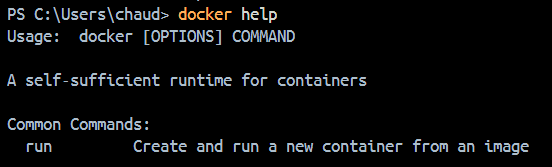 PS C:\Users\chaud> docker help
Usage:  docker [OPTIONS] COMMAND
A self-sufficient runtime for containers
Common Commands:
  run         Create and run a new container from an image